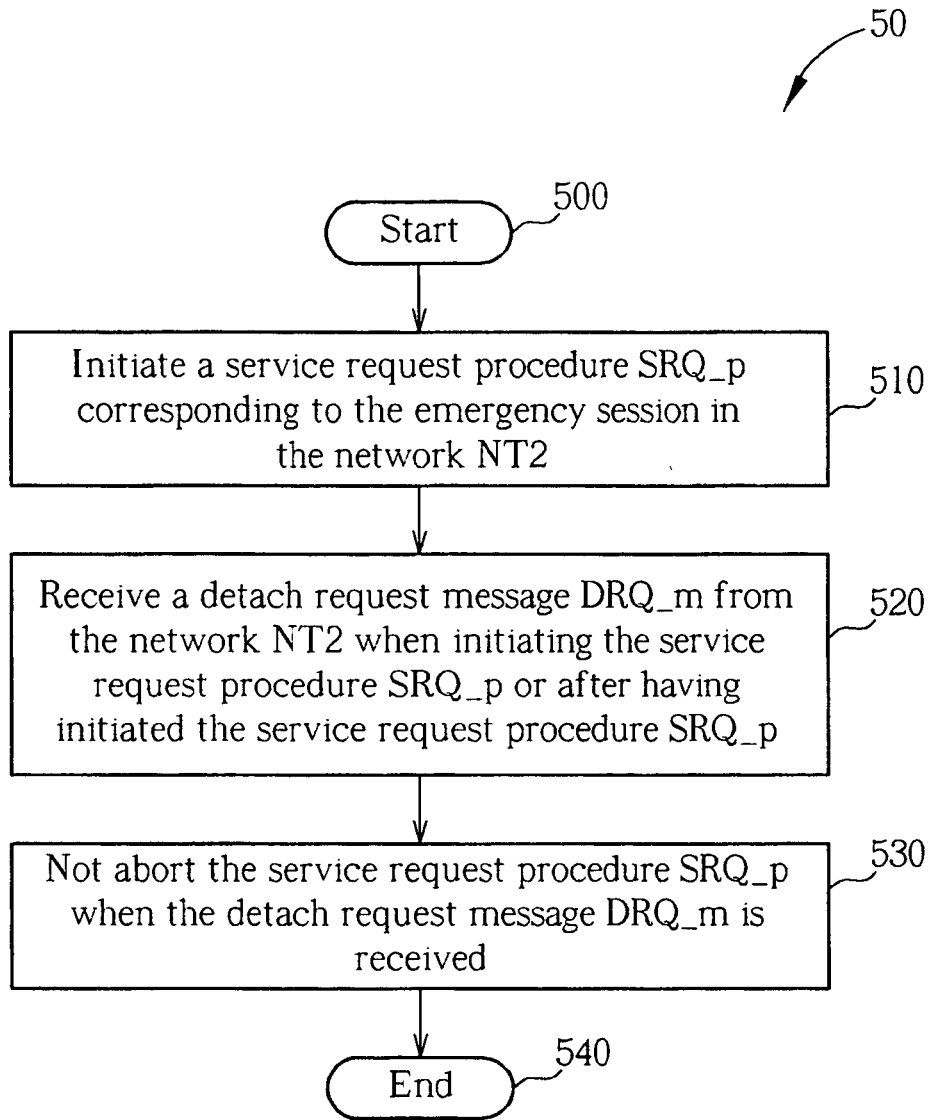 50
Start
500
Initiate a service request procedure SRQ_p
corresponding to the emergency session in
the network NT2
510
Receive a detach request message DRQ_m from
the network NT2 when initiating the service
request procedure SRQ_p or after having
initiated the service request procedure SRQ_p
520
Not abort the service request procedure SRQ_p
when the detach request message DRQ_m is
received
530
End
540